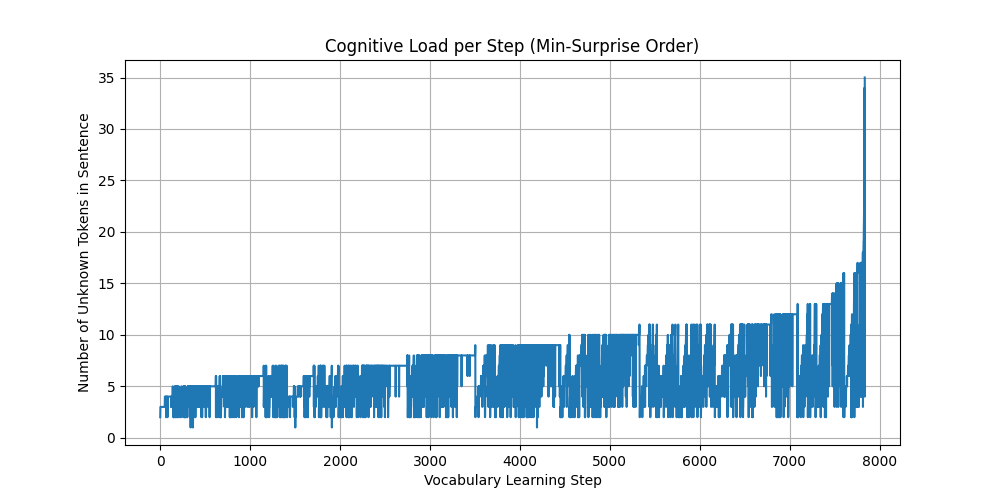 Cognitive Load per Step (Min-Surprise Order)
Number of Unknown Tokens in Sentence
35
30
25
20
15
10
5
0
0 1000 2000 3000 4000 5000 6000 7000 8000
Vocabulary Learning Step